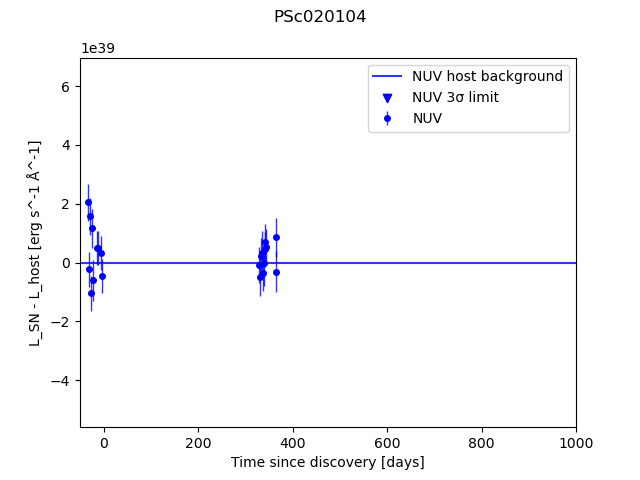 PSc020104
1e39
NUV host background
NUV 3σ limit
NUV
6
4
2
0
−2
−4
L_SN - L_host [erg s^-1 Å^-1]
0 200 400 600 800 1000
Time since discovery [days]